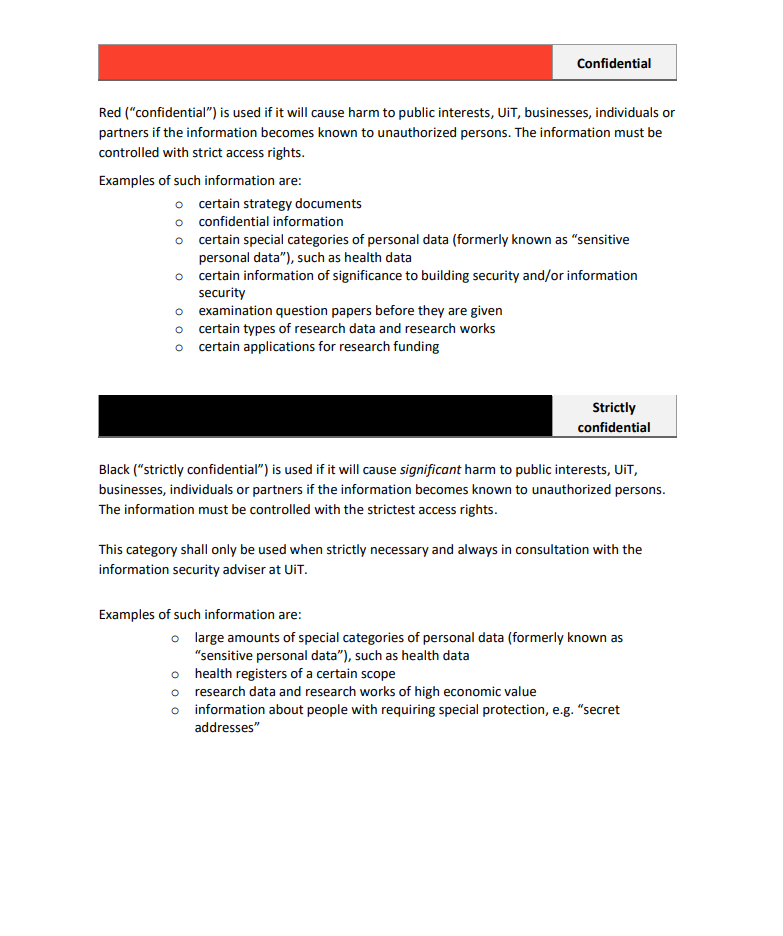 Confidential
Red (“confidential”) is used if it will cause harm to public interests, UiT, businesses, individuals or
partners if the information becomes known to unauthorized persons. The information must be
controlled with strict access rights.
Examples of such information are:
o certain strategy documents
o confidential information
o certain special categories of personal data (formerly known as “sensitive
personal data”), such as health data
o certain information of significance to building security and/or information
security
o examination question papers before they are given
o certain types of research data and research works
o certain applications for research funding
Strictly
confidential
Black (“strictly confidential”) is used if it will cause significant harm to public interests, UiT,
businesses, individuals or partners if the information becomes known to unauthorized persons.
The information must be controlled with the strictest access rights.
This category shall only be used when strictly necessary and always in consultation with the
information security adviser at UiT.
Examples of such information are:
o large amounts of special categories of personal data (formerly known as
“sensitive personal data”), such as health data
o health registers of a certain scope
o research data and research works of high economic value
o information about people with requiring special protection, e.g. “secret
addresses”